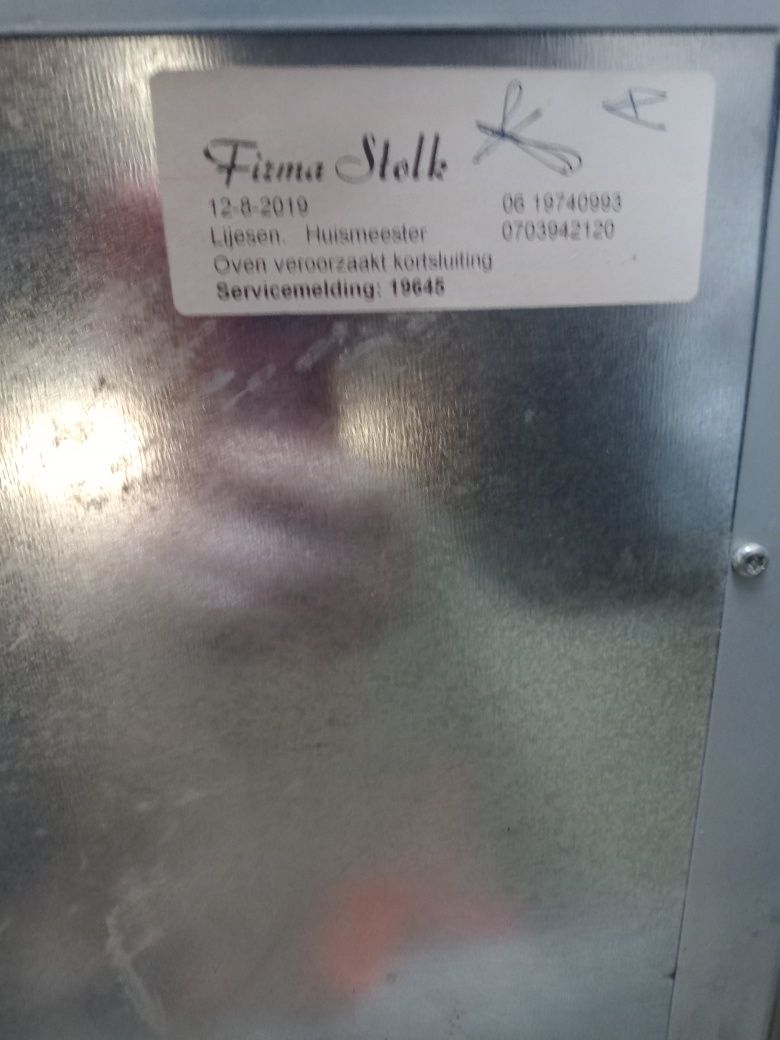 Firma Stolk
12-8-2019 06 19740993
Lijesen. Huismeester 0703942120
Oven veroorzaakt kortsluiting
Servicemelding: 19645